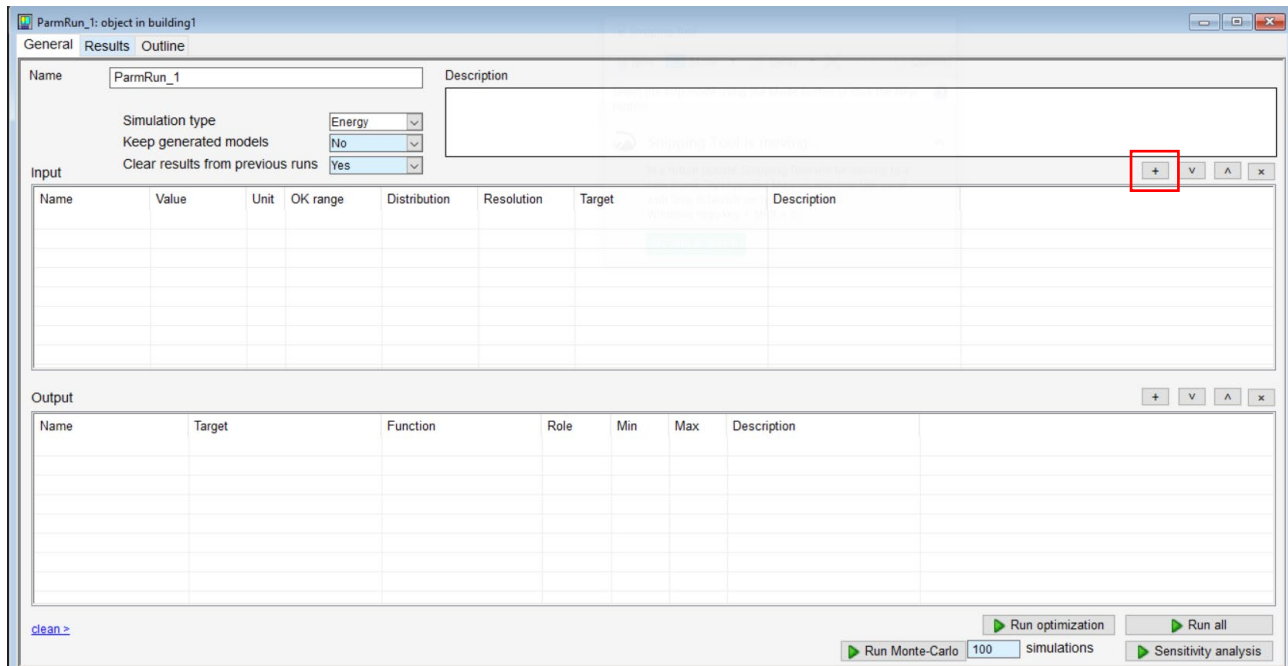 ParmRun_1: object in building1
General Results Outline
Name ParmRun_1 Description
Simulation type Energy
Keep generated models No
Clear results from previous runs Yes
Input + v ʌ x
Name Value Unit OK range Distribution Resolution Target Description
Output + v ʌ x
Name Target Function Role Min Max Description
clean > Run optimization Run all
Run Monte-Carlo 100 simulations Sensitivity analysis